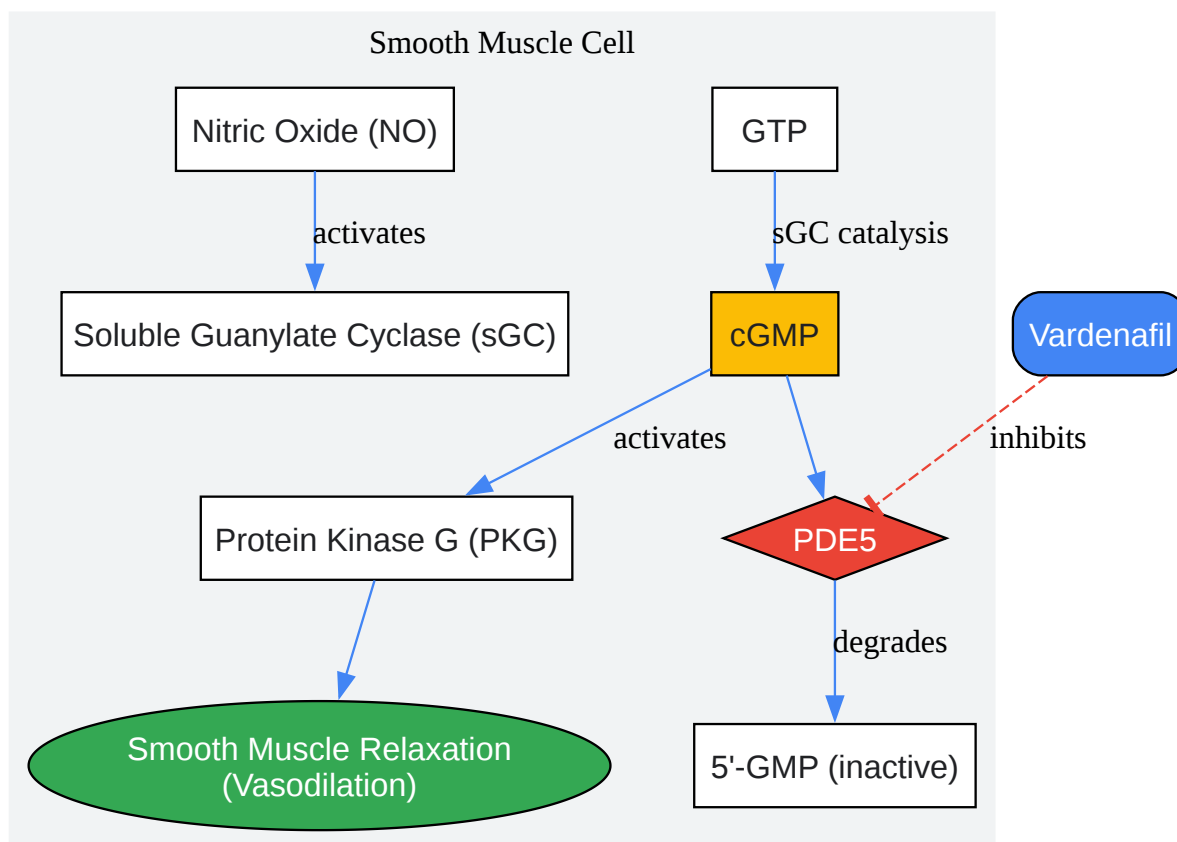 Smooth Muscle Cell
Nitric Oxide (NO)
GTP
activates
sGC catalysis
Soluble Guanylate Cyclase (sGC)
cGMP
Vardenafil
activates
inhibits
Protein Kinase G (PKG)
PDE5
degrades
Smooth Muscle Relaxation
(Vasodilation)
5'-GMP (inactive)